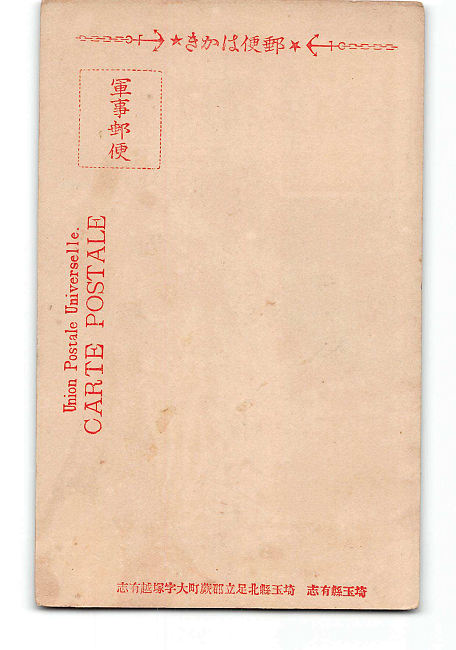 郵便はかき
軍事郵便
Union Postale Universelle.
CARTE POSTALE
埼玉縣有志 埼玉縣北足立郡蕨町大字塚越有志